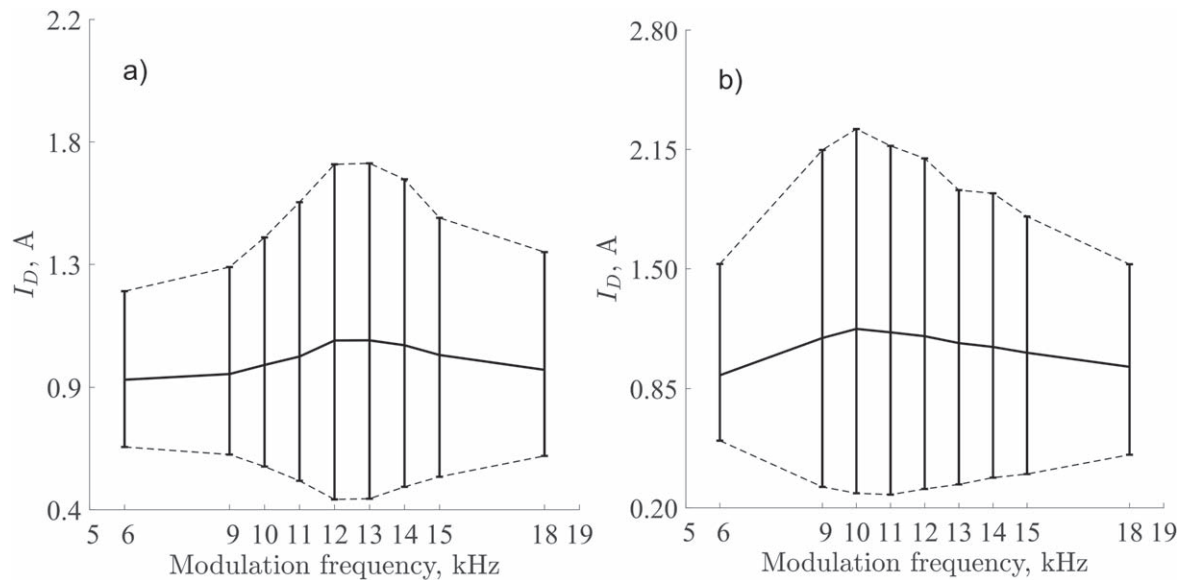 a)
2.2
1.8
1.3
0.9
0.4
I_D, A
5 6 9 10 11 12 13 14 15 18 19
Modulation frequency, kHz
b)
2.80
2.15
1.50
0.85
0.20
I_D, A
5 6 9 10 11 12 13 14 15 18 19
Modulation frequency, kHz